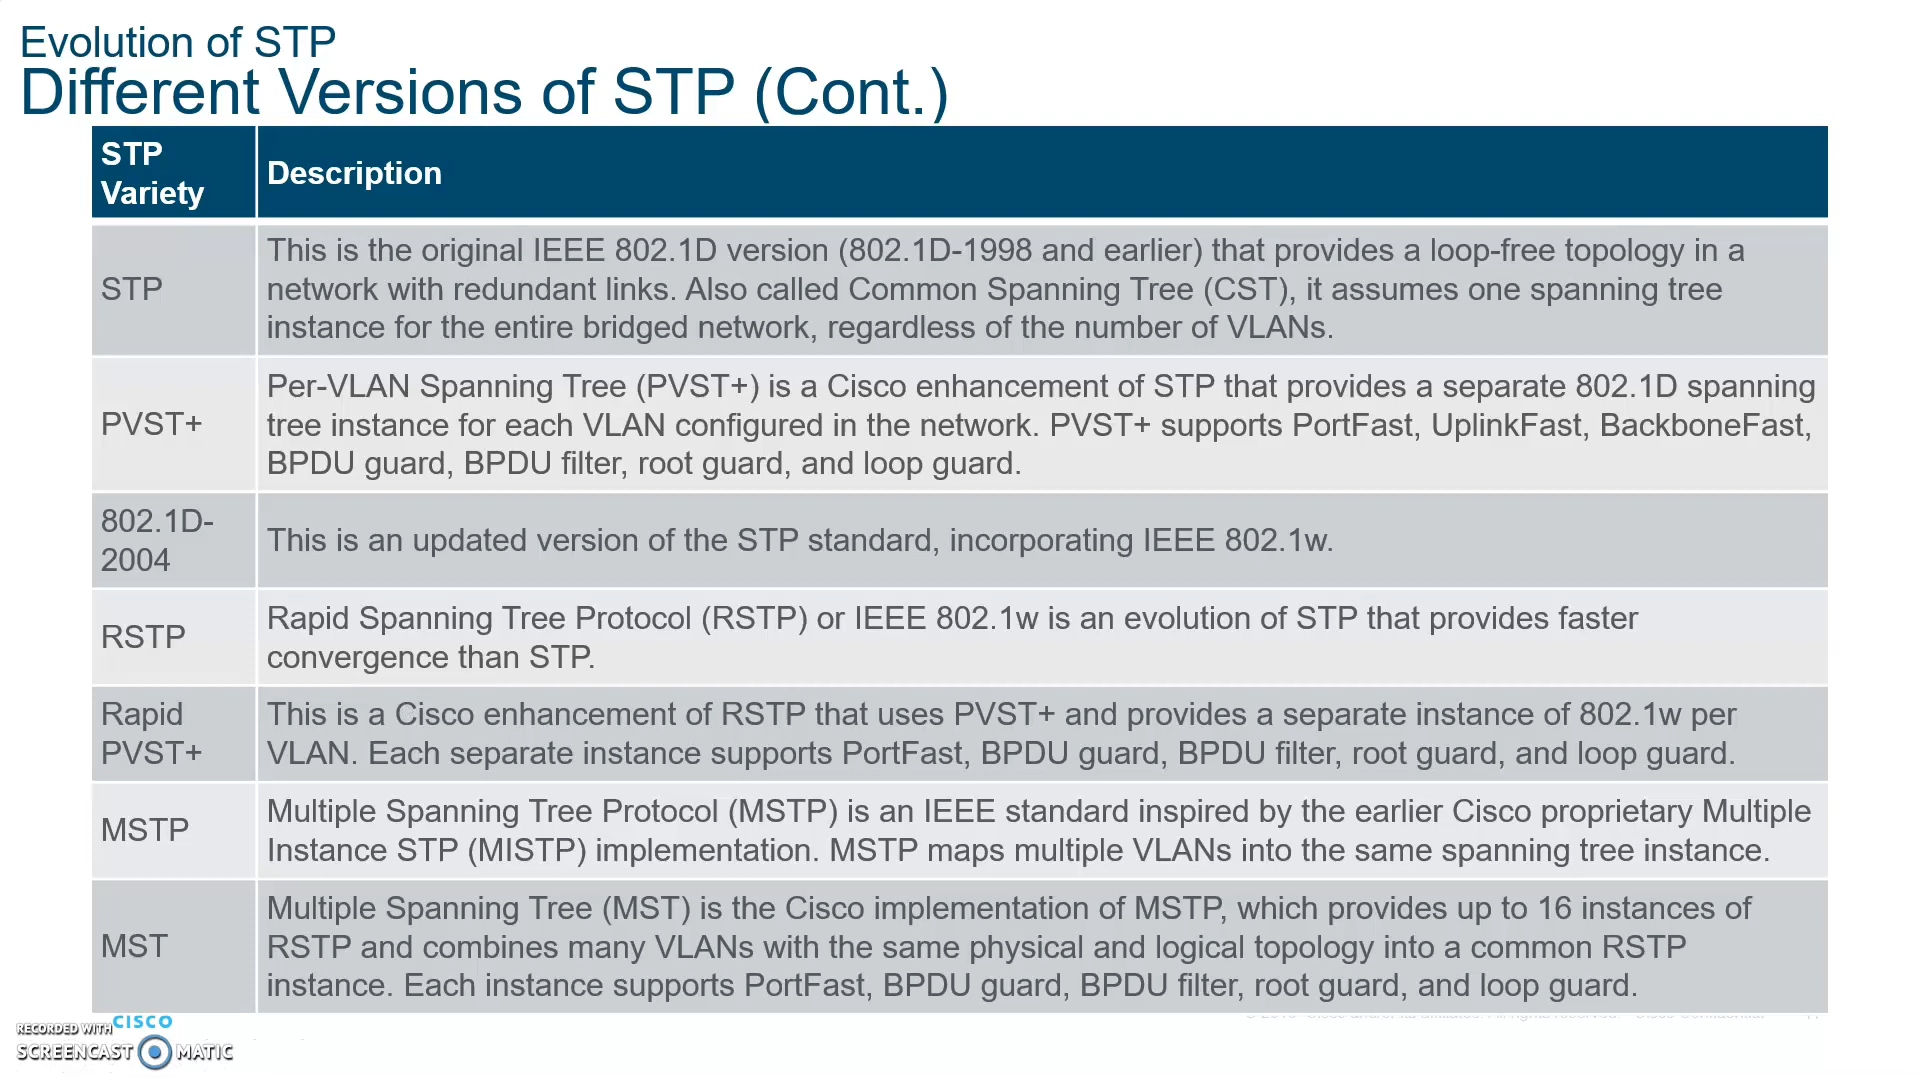 Evolution of STP
Different Versions of STP (Cont.)
STP
Variety
Description
STP
This is the original IEEE 802.1D version (802.1D-1998 and earlier) that provides a loop-free topology in a
network with redundant links. Also called Common Spanning Tree (CST), it assumes one spanning tree
instance for the entire bridged network, regardless of the number of VLANs.
PVST+
Per-VLAN Spanning Tree (PVST+) is a Cisco enhancement of STP that provides a separate 802.1D spanning
tree instance for each VLAN configured in the network. PVST+ supports PortFast, UplinkFast, BackboneFast,
BPDU guard, BPDU filter, root guard, and loop guard.
802.1D-
2004
This is an updated version of the STP standard, incorporating IEEE 802.1w.
RSTP
Rapid Spanning Tree Protocol (RSTP) or IEEE 802.1w is an evolution of STP that provides faster
convergence than STP.
Rapid
PVST+
This is a Cisco enhancement of RSTP that uses PVST+ and provides a separate instance of 802.1w per
VLAN. Each separate instance supports PortFast, BPDU guard, BPDU filter, root guard, and loop guard.
MSTP
Multiple Spanning Tree Protocol (MSTP) is an IEEE standard inspired by the earlier Cisco proprietary Multiple
Instance STP (MISTP) implementation. MSTP maps multiple VLANs into the same spanning tree instance.
MST
Multiple Spanning Tree (MST) is the Cisco implementation of MSTP, which provides up to 16 instances of
RSTP and combines many VLANs with the same physical and logical topology into a common RSTP
instance. Each instance supports PortFast, BPDU guard, BPDU filter, root guard, and loop guard.
CISCO
RECORDED WITH
SCREENCAST MATIC